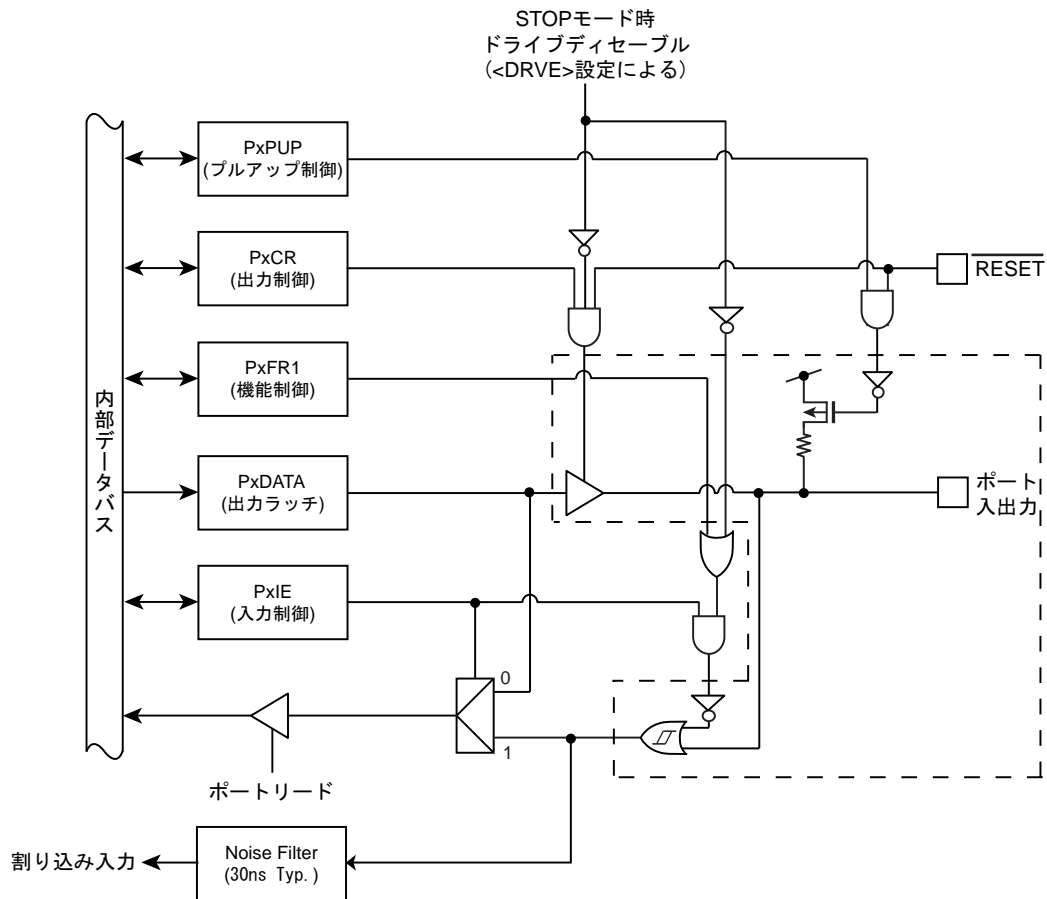 STOPモード時
ドライブディセーブル
(<DRVE>設定による)
PxPUP
(プルアップ制御)
PxCR
(出力制御)
RESET
PxFR1
(機能制御)
内部データバス
PxDATA
(出力ラッチ)
ポート
入出力
PxIE
(入力制御)
0
1
ポートリード
割り込み入力
Noise Filter
(30ns Typ.)